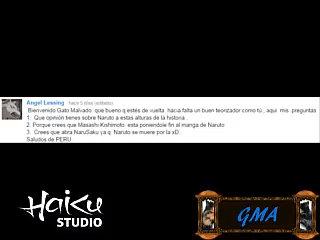 Angel Lessing hace 5 días (editado)
Bienvenido Gato Malvado que bueno q estés de vuelta hacia falta un buen teorizador como tú , aquí mis preguntas
1. Que opinión tienes sobre Naruto a estas alturas de la historia .
2. Porque crees que Masashi Kishimoto esta poniendole fin al manga de Naruto
3. Crees que abra NaruSaku ya q Naruto se muere por la xD .
Saludos de PERU
Haiku
STUDIO
GMA